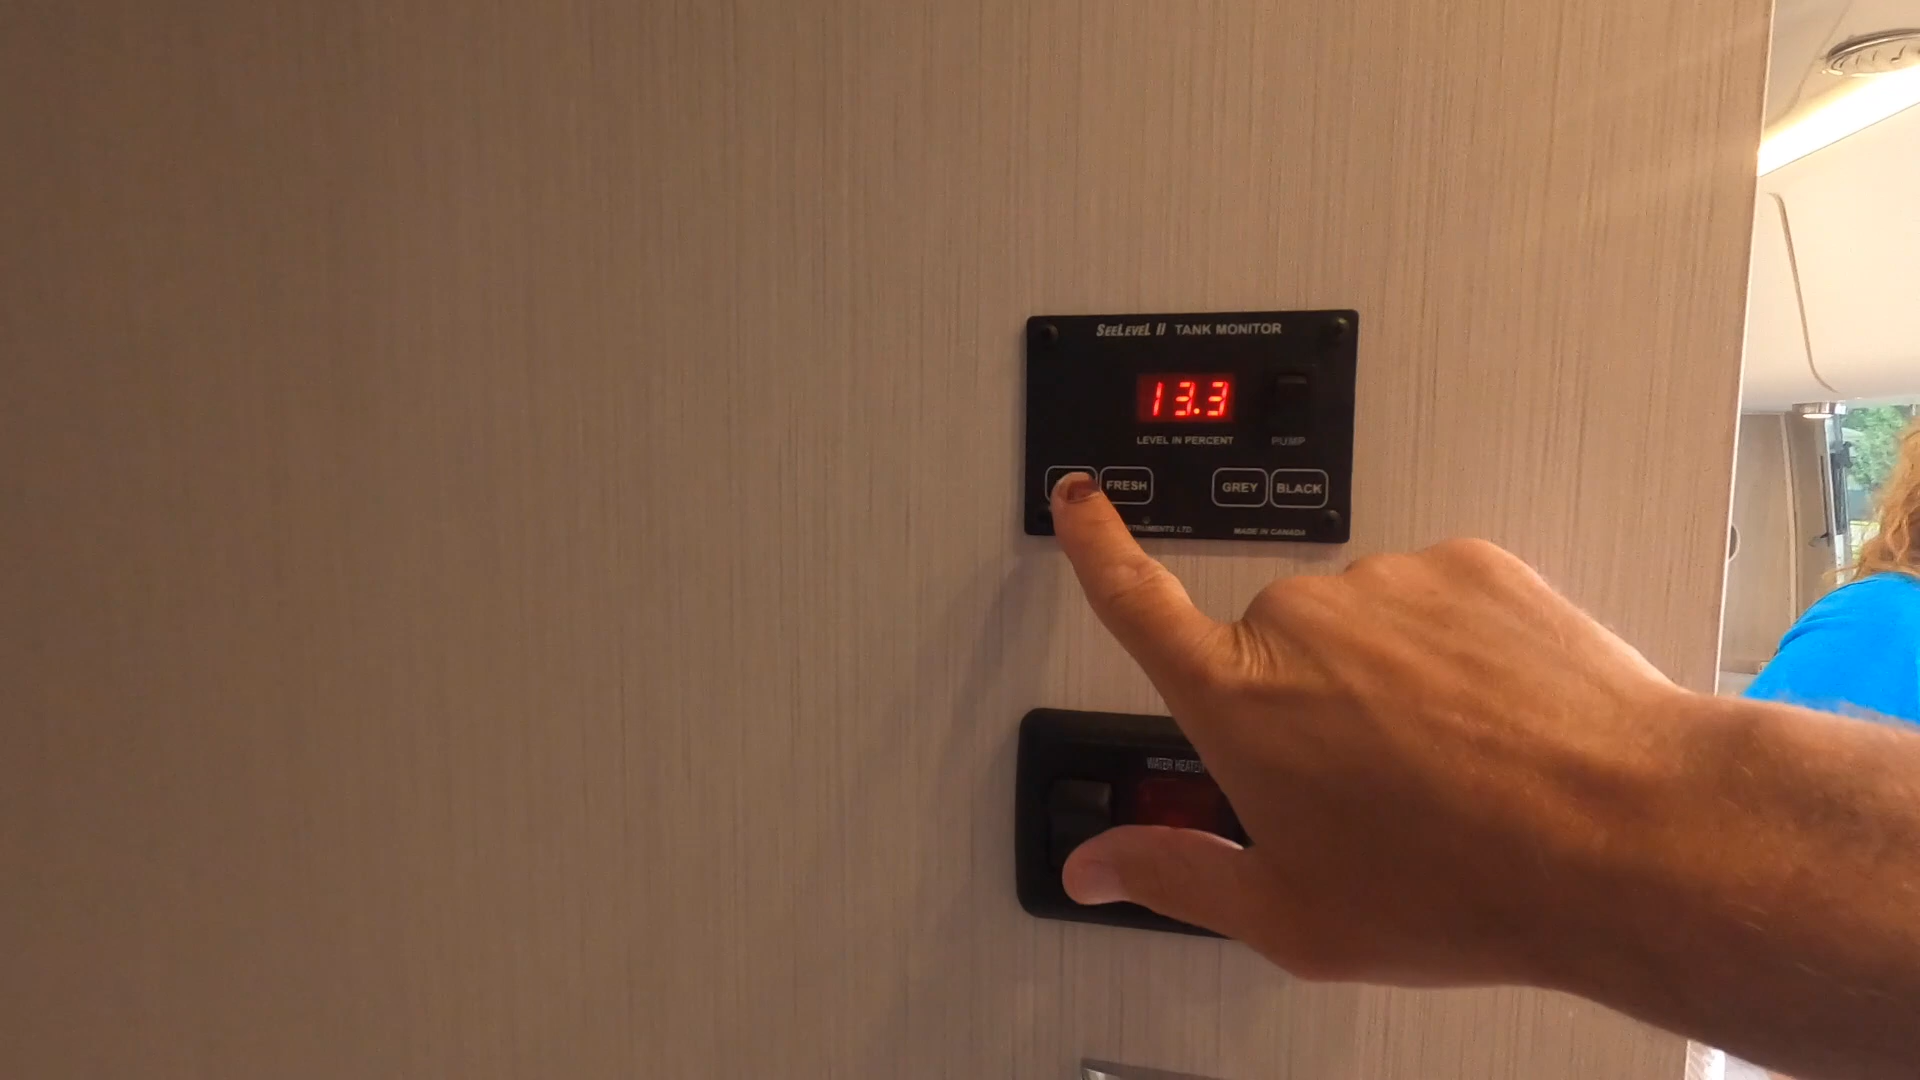 SEELEVEL II TANK MONITOR
13.3
LEVEL IN PERCENT
PUMP
FRESH
GREY
BLACK
LTD.
MADE IN CANADA
WATER HEATER